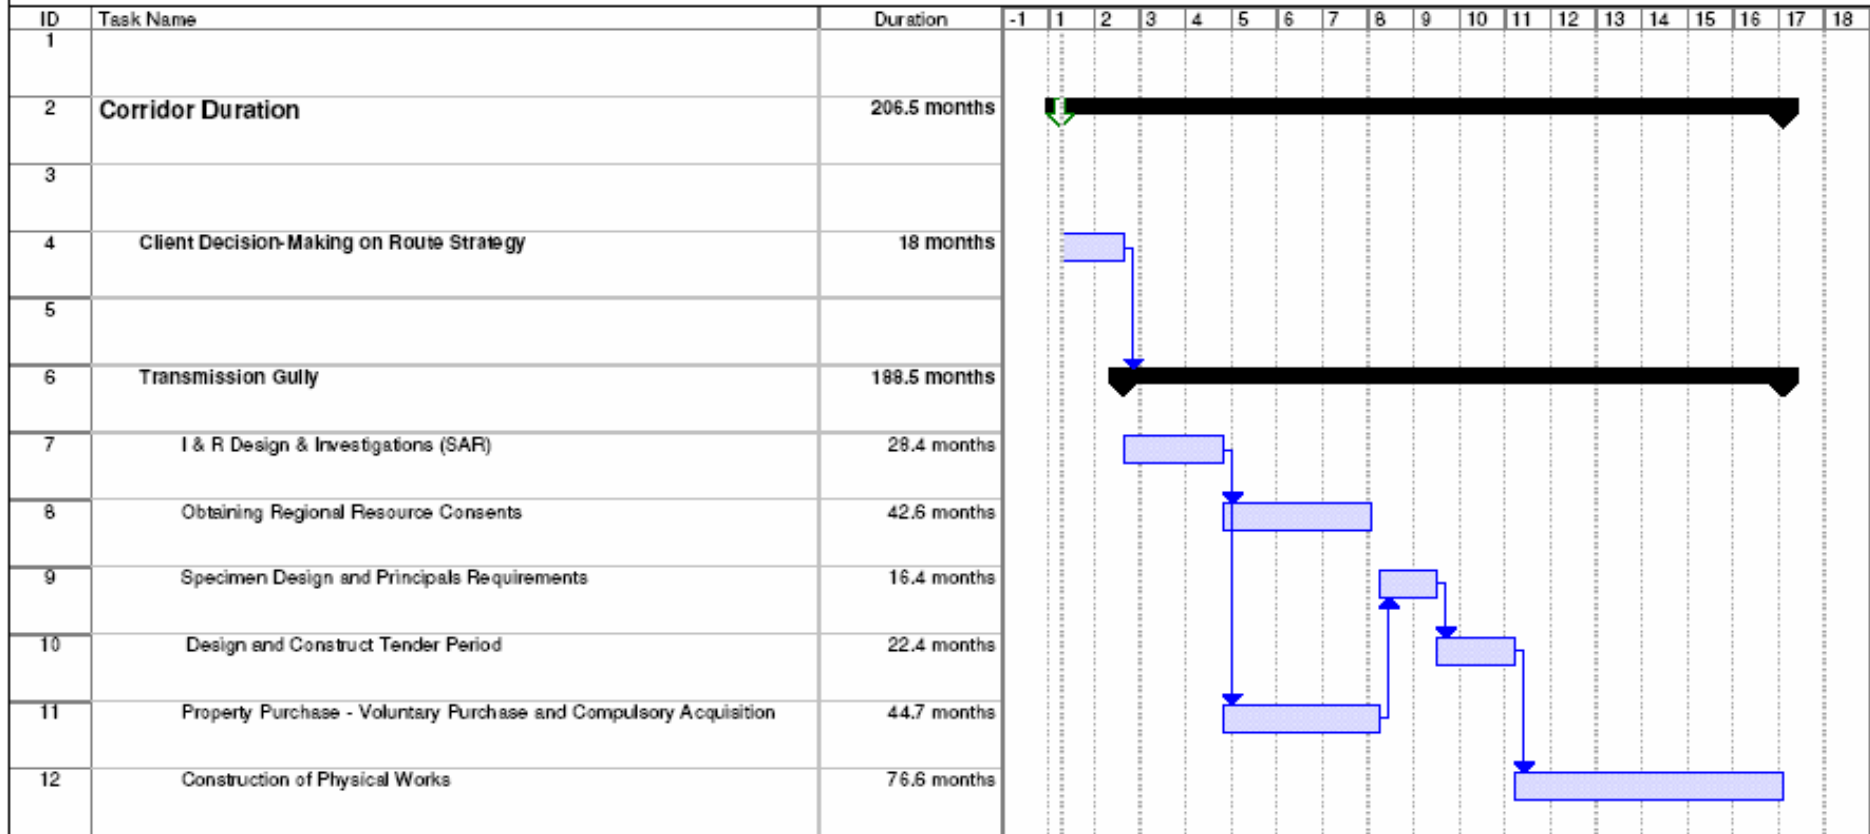 ID Task Name Duration -1 1 2 3 4 5 6 7 8 9 10 11 12 13 14 15 16 17 18
1
2 Corridor Duration 206.5 months
3
4 Client Decision-Making on Route Strategy 18 months
5
6 Transmission Gully 188.5 months
7 I & R Design & Investigations (SAR) 28.4 months
8 Obtaining Regional Resource Consents 42.6 months
9 Specimen Design and Principals Requirements 16.4 months
10 Design and Construct Tender Period 22.4 months
11 Property Purchase - Voluntary Purchase and Compulsory Acquisition 44.7 months
12 Construction of Physical Works 76.6 months